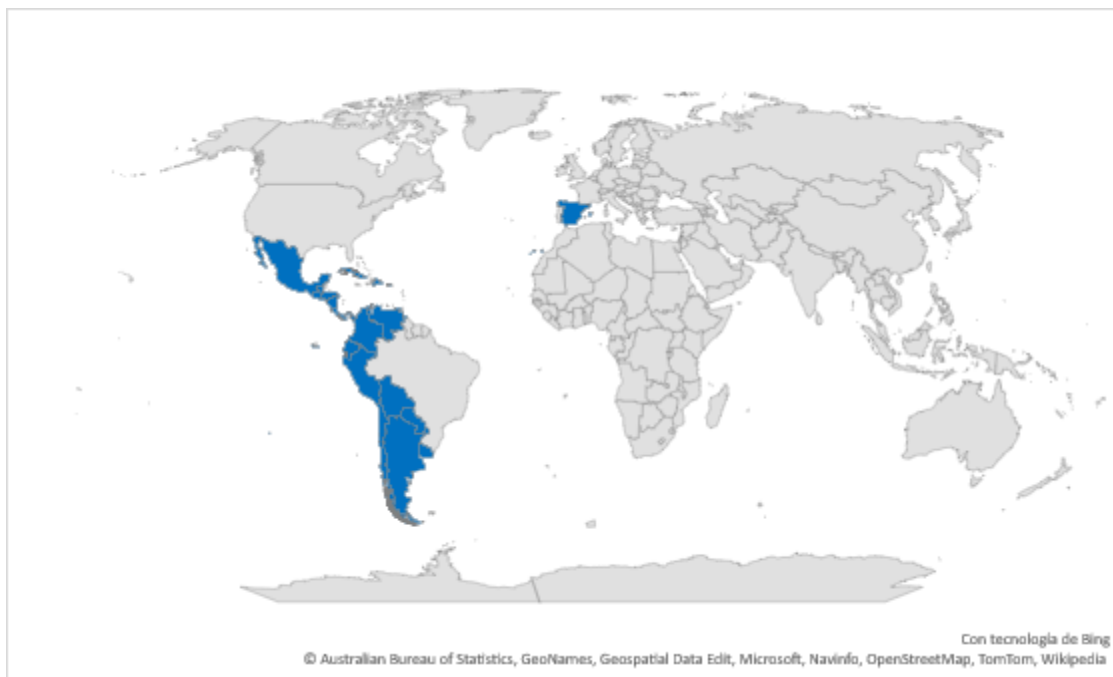 Con tecnología de Bing
© Australian Bureau of Statistics, GeoNames, Geospatial Data Edit, Microsoft, Navinfo, OpenStreetMap, TomTom, Wikipedia